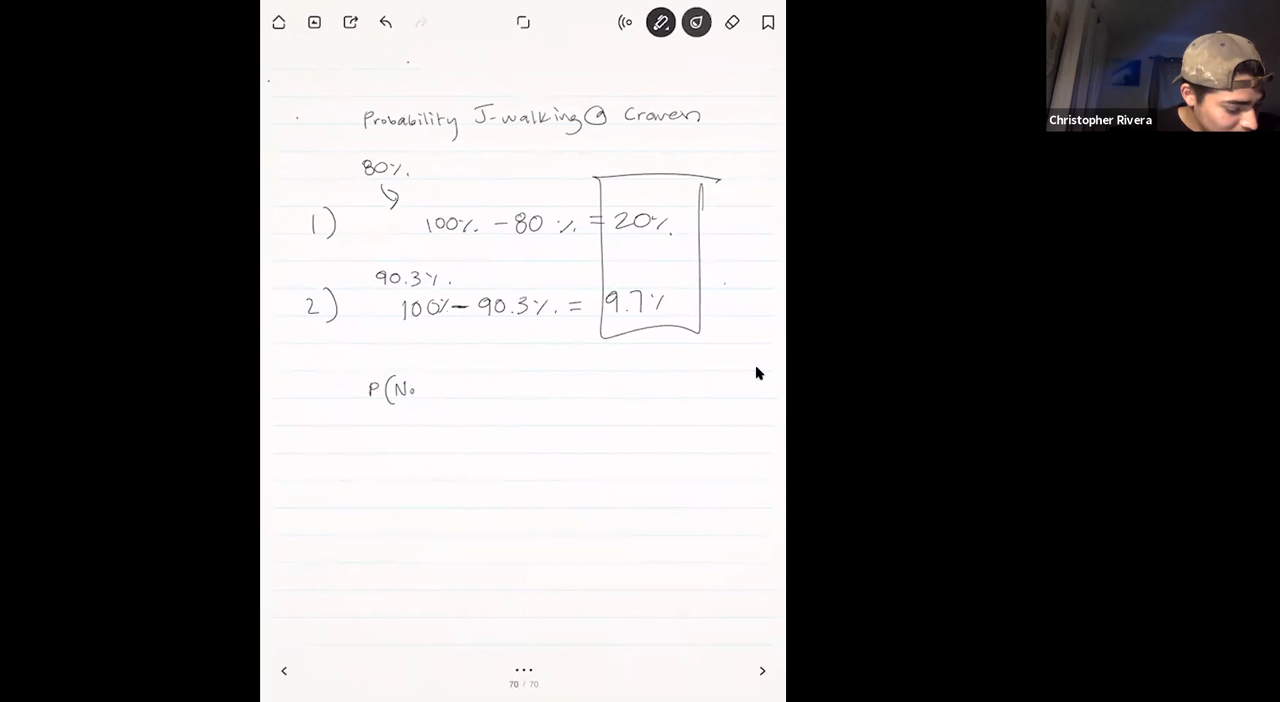 Probability J-walking @ Craven
80%.
1) 100% - 80 % = 20%.
90.3%.
2) 100% - 90.3%. = 9.7%
P(No
70 / 70
Christopher Rivera